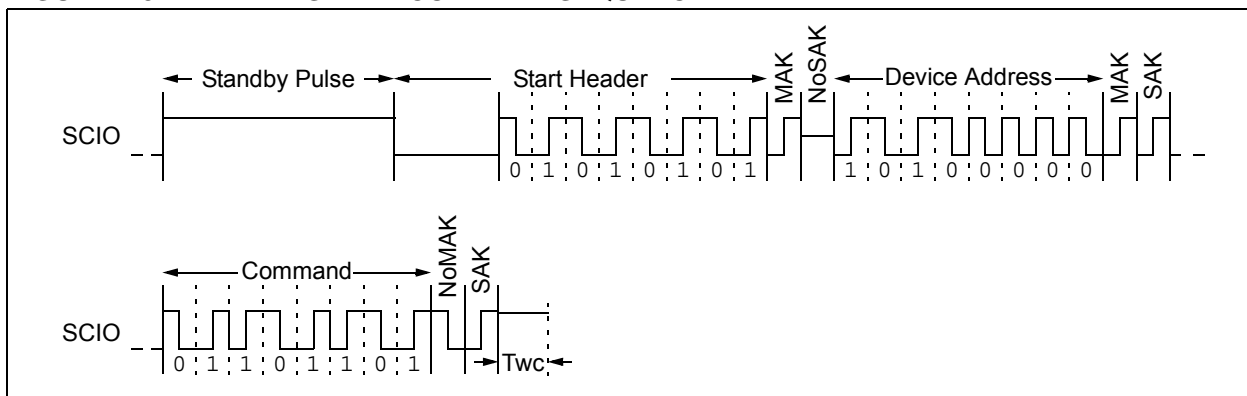 Standby Pulse
Start Header
MAK
NoSAK
Device Address
MAK
SAK
SCIO
0 1 0 1 0 1 0 1
1 0 1 0 0 0 0 0
Command
NoMAK
SAK
SCIO
0 1 1 0 1 1 0 1
Twc